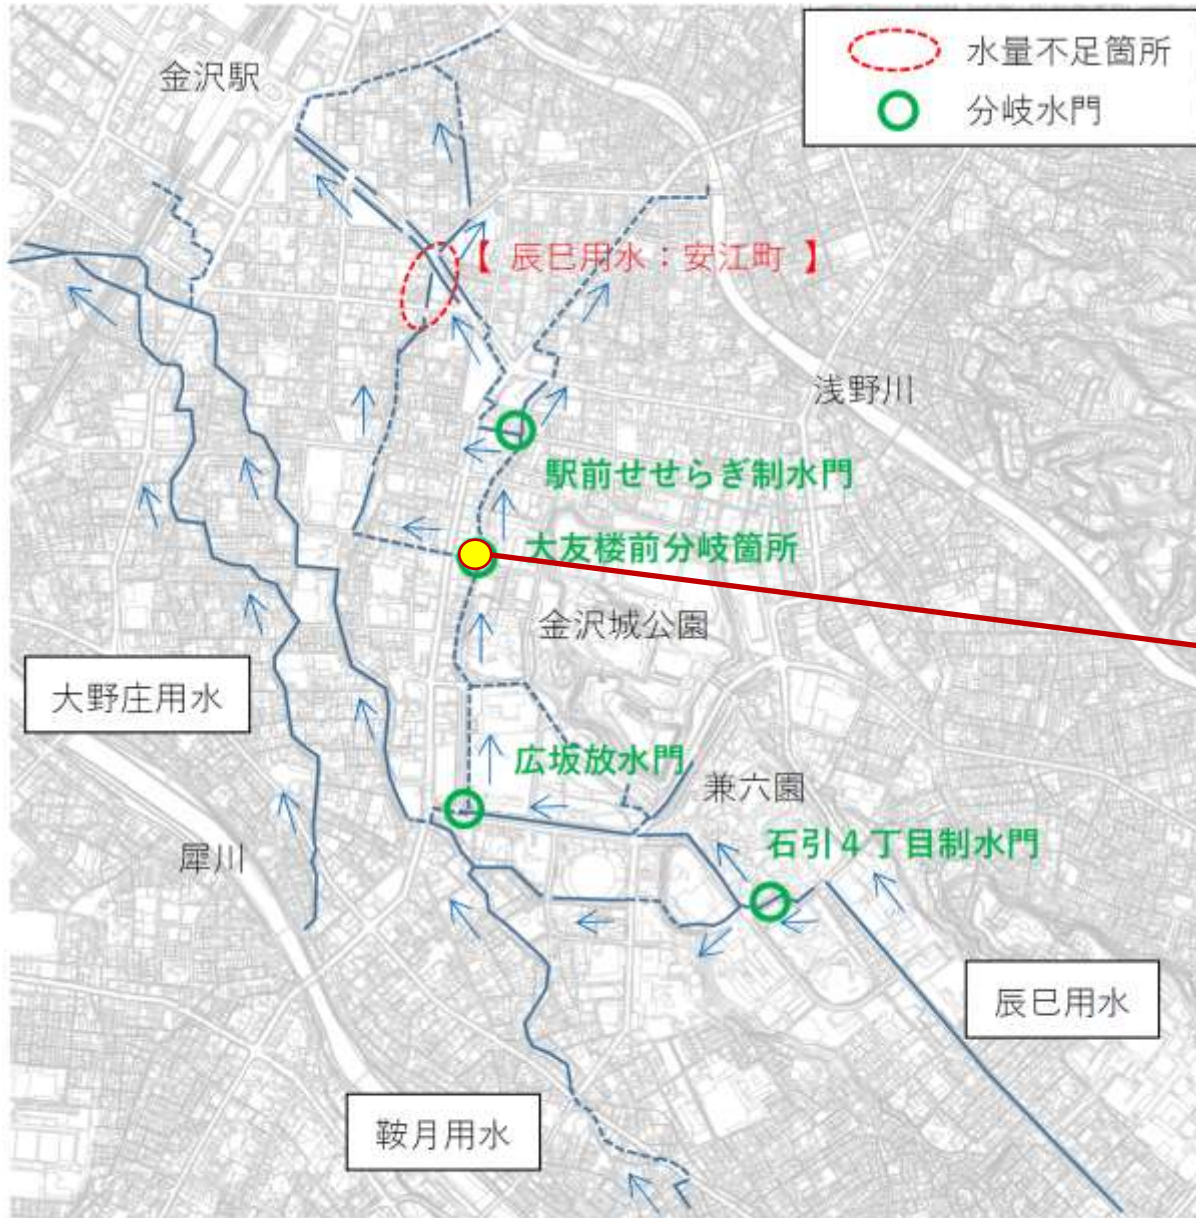 水量不足箇所
分岐水門
金沢駅
【 辰巳用水：安江町 】
浅野川
駅前せせらぎ制水門
大友楼前分岐箇所
金沢城公園
大野庄用水
広坂放水門
兼六園
石引４丁目制水門
犀川
辰巳用水
鞍月用水